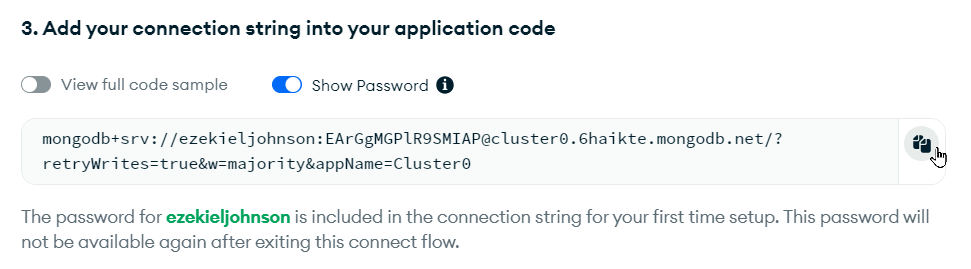 3. Add your connection string into your application code
View full code sample
Show Password
mongodb+srv://ezekieljohnson:EArGgMGPlR9SMIAP@cluster0.6haikte.mongodb.net/?
retryWrites=true&w=majority&appName=Cluster0
The password for ezekieljohnson is included in the connection string for your first time setup. This password will
not be available again after exiting this connect flow.